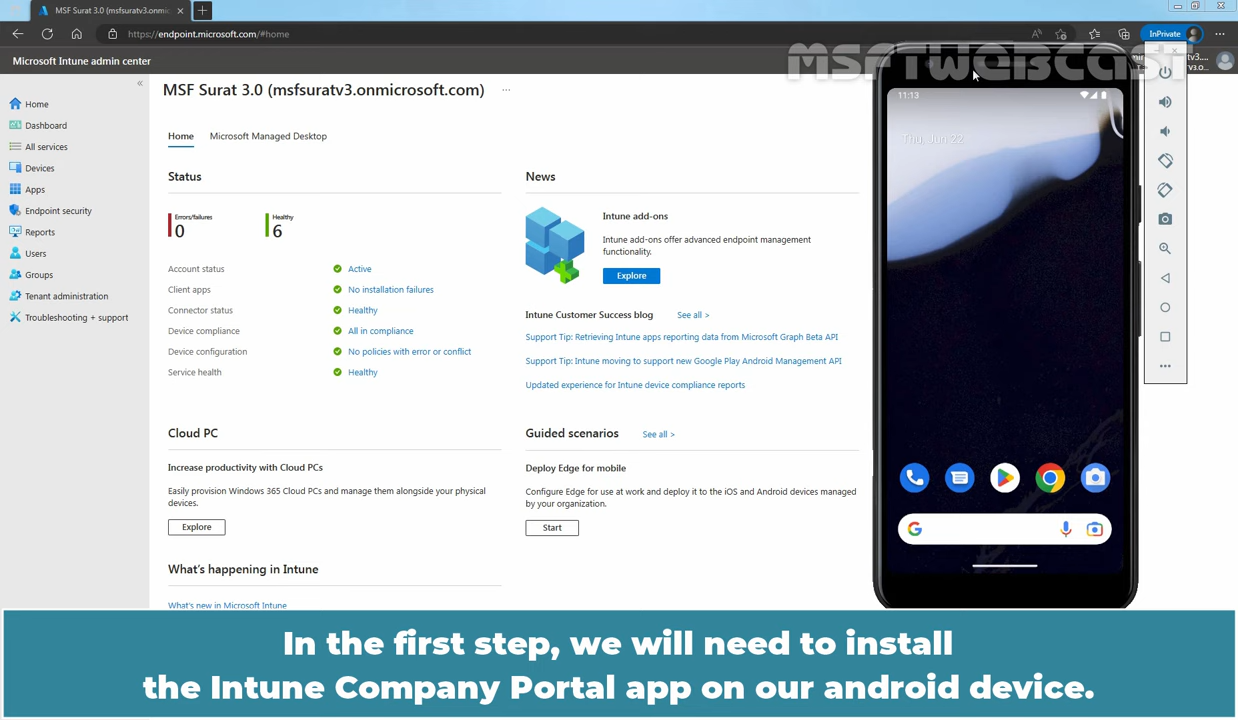 MSF Surat 3.0 (msfsuratv3.onmic
https://endpoint.microsoft.com/#home
InPrivate
Microsoft Intune admin center
MSFTWEBCAST
Home
Dashboard
All services
Devices
Apps
Endpoint security
Reports
Users
Groups
Tenant administration
Troubleshooting + support
MSF Surat 3.0 (msfsuratv3.onmicrosoft.com)
Home
Microsoft Managed Desktop
Status
Errors/failures
0
Healthy
6
Account status
Active
Client apps
No installation failures
Connector status
Healthy
Device compliance
All in compliance
Device configuration
No policies with error or conflict
Service health
Healthy
News
Intune add-ons
Intune add-ons offer advanced endpoint management
functionality.
Explore
Intune Customer Success blog
See all >
Support Tip: Retrieving Intune apps reporting data from Microsoft Graph Beta API
Support Tip: Intune moving to support new Google Play Android Management API
Updated experience for Intune device compliance reports
Cloud PC
Increase productivity with Cloud PCs
Easily provision Windows 365 Cloud PCs and manage them alongside your physical
devices.
Explore
Guided scenarios
See all >
Deploy Edge for mobile
Configure Edge for use at work and deploy it to the iOS and Android devices managed
by your organization.
Start
What's happening in Intune
What's new in Microsoft Intune
11:13
Thu, Jun 22
In the first step, we will need to install
the Intune Company Portal app on our android device.